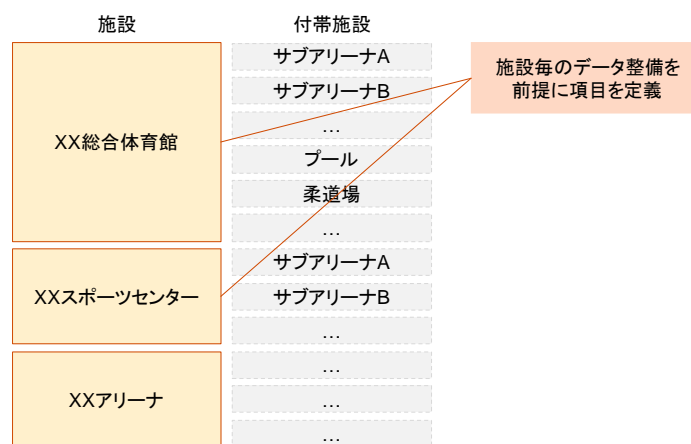 施設
付帯施設
XX総合体育館
サブアリーナA
サブアリーナB
…
プール
柔道場
…
XXスポーツセンター
サブアリーナA
サブアリーナB
…
XXアリーナ
…
…
…
施設毎のデータ整備を
前提に項目を定義